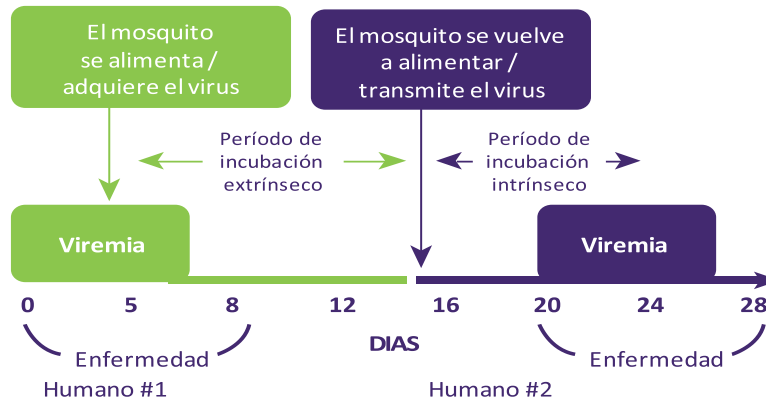 El mosquito
se alimenta /
adquiere el virus
El mosquito se vuelve
a alimentar /
transmite el virus
Período de
incubación
extrínseco
Período de
incubación
intrínseco
Viremia
Viremia
0 5 8 12 16 20 24 28
DIAS
Enfermedad
Enfermedad
Humano #1
Humano #2